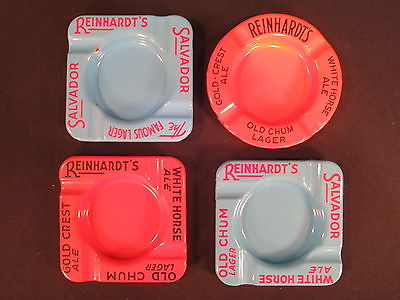 REINHARDT'S
SALVADOR
THE FAMOUS LAGER
SALVADOR
REINHARDTS
WHITE HORSE
ALE
OLD CHUM
LAGER
GOLD-CREST
ALE
REINHARDT'S
WHITE HORSE
ALE
OLD CHUM
LAGER
GOLD CREST
ALE
REINHARDT'S
SALVADOR
WHITE HORSE
ALE
OLD CHUM
LAGER